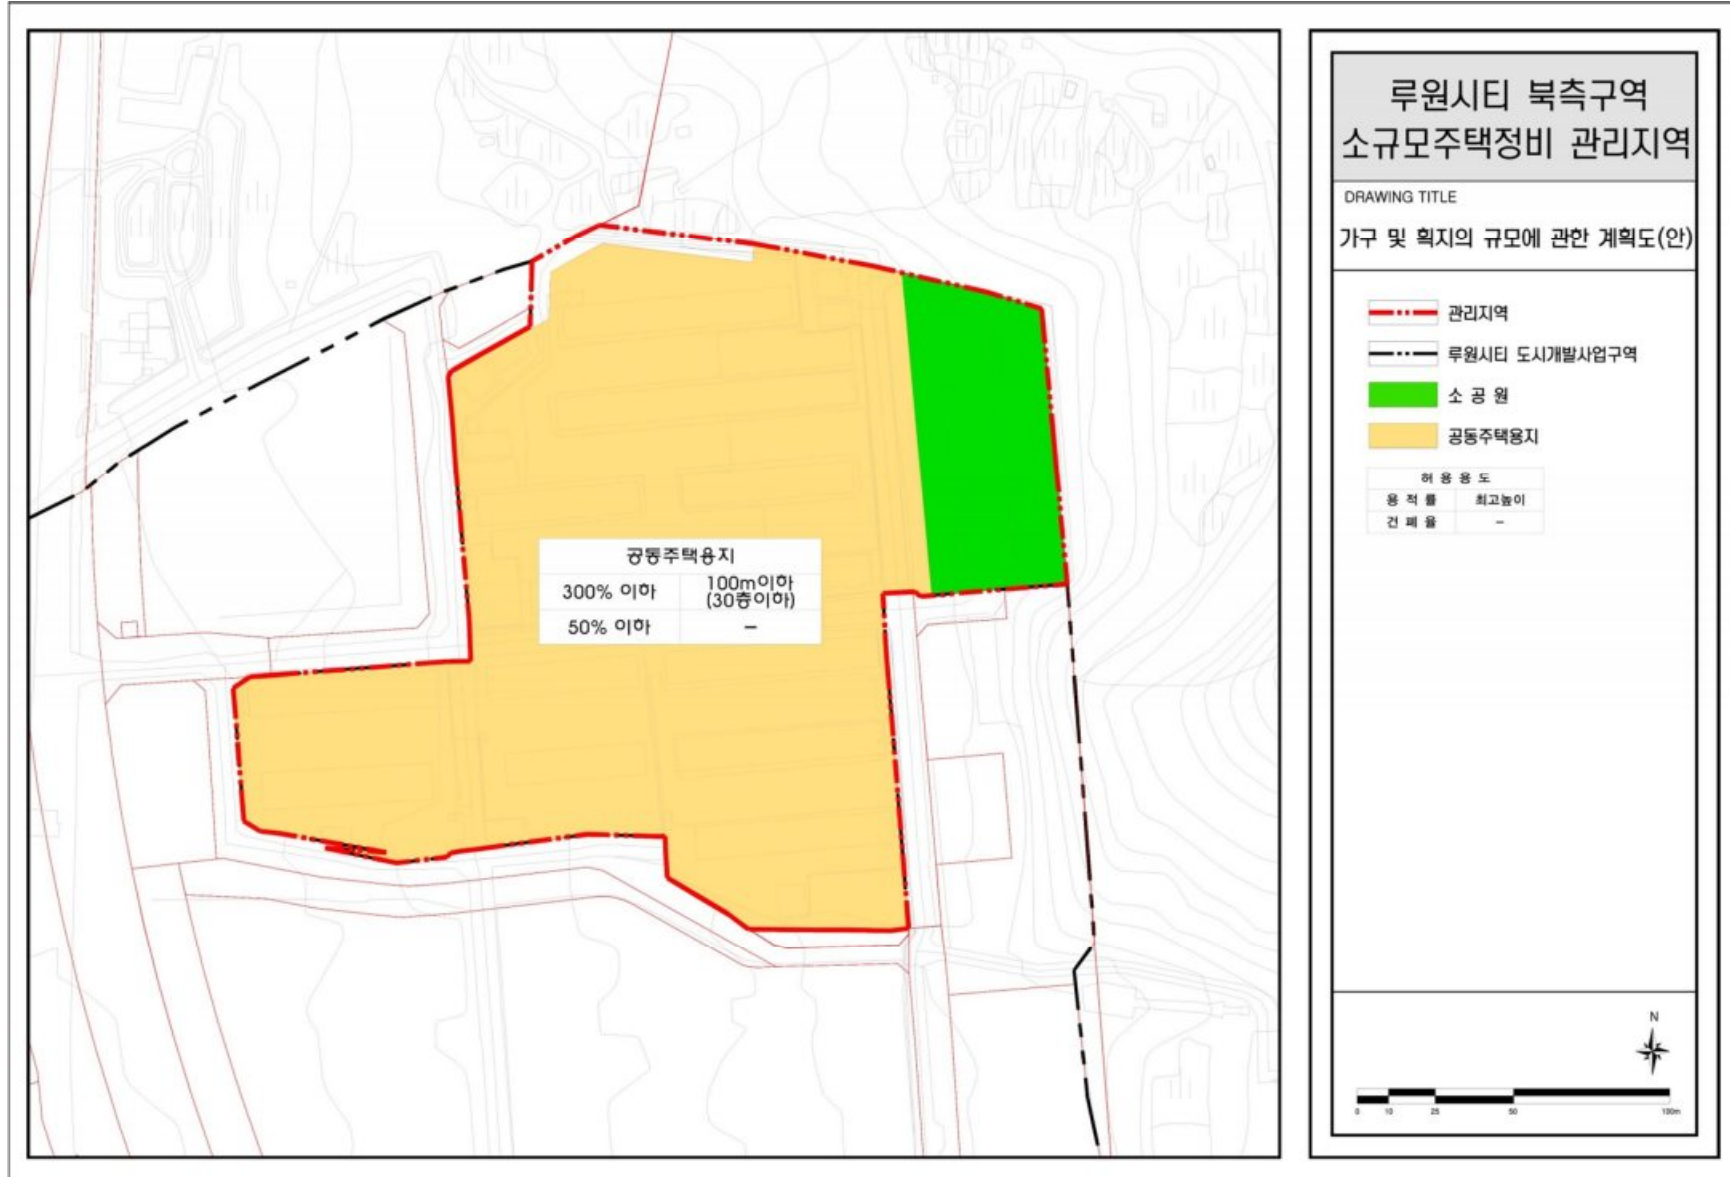 루원시티 북측구역
소규모주택정비 관리지역
DRAWING TITLE
가구 및 획지의 규모에 관한 계획도(안)
관리지역
루원시티 도시개발사업구역
소 공 원
공동주택용지
허 용 용 도
용 적 률 최고높이
건 폐 율 -
공동주택용지
300% 이하 100m이하
(30층이하)
50% 이하 -
N
0 10 25 50 100m